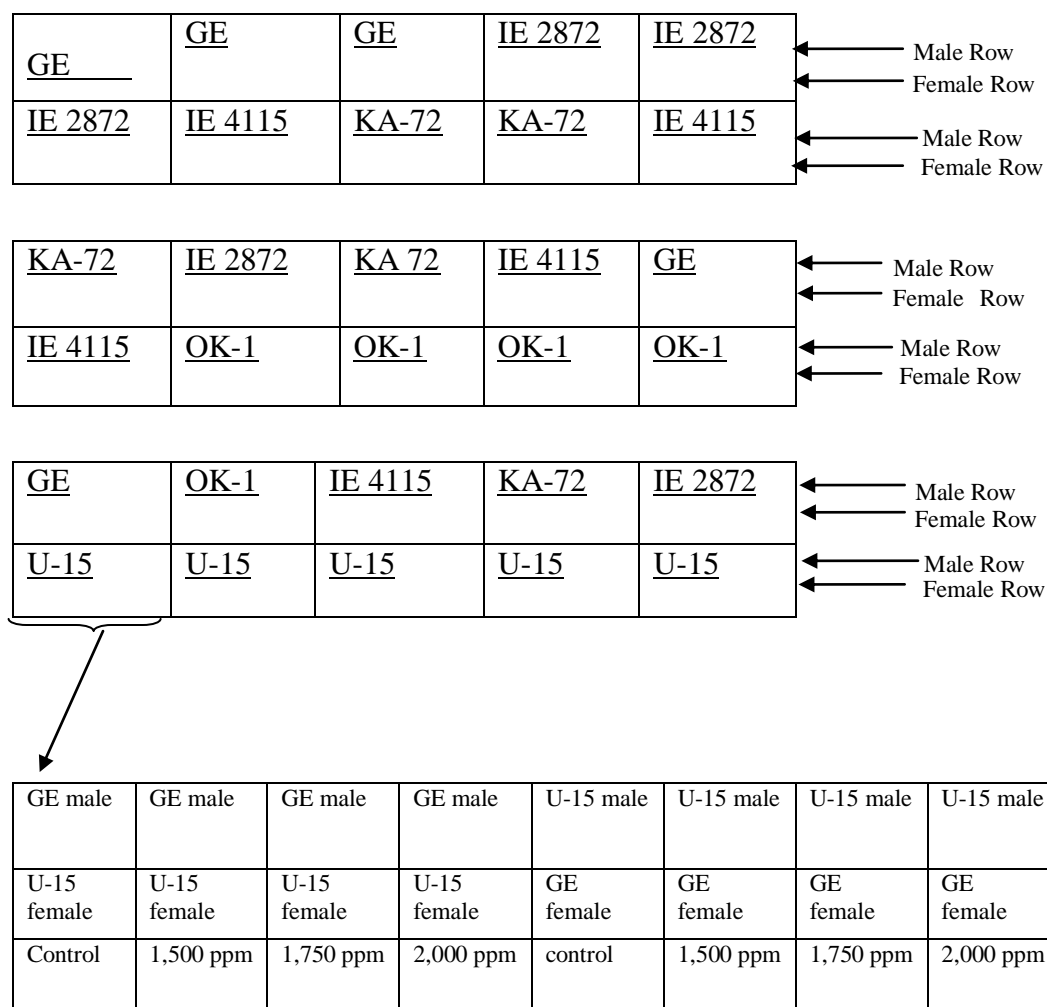 GE GE GE IE 2872 IE 2872
Male Row
Female Row
IE 2872 IE 4115 KA-72 KA-72 IE 4115
Male Row
Female Row
KA-72 IE 2872 KA 72 IE 4115 GE
Male Row
Female Row
IE 4115 OK-1 OK-1 OK-1 OK-1
Male Row
Female Row
GE OK-1 IE 4115 KA-72 IE 2872
Male Row
Female Row
U-15 U-15 U-15 U-15 U-15
Male Row
Female Row
GE male GE male GE male GE male U-15 male U-15 male U-15 male U-15 male
U-15 U-15 U-15 U-15 GE GE GE GE
female female female female female female female female
Control 1,500 ppm 1,750 ppm 2,000 ppm control 1,500 ppm 1,750 ppm 2,000 ppm